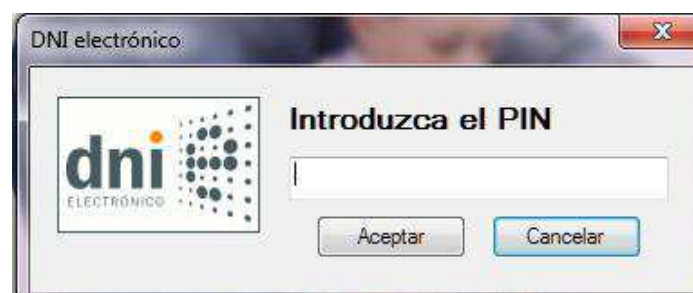 DNI electrónico
dni
ELECTRÓNICO
Introduzca el PIN
Aceptar
Cancelar